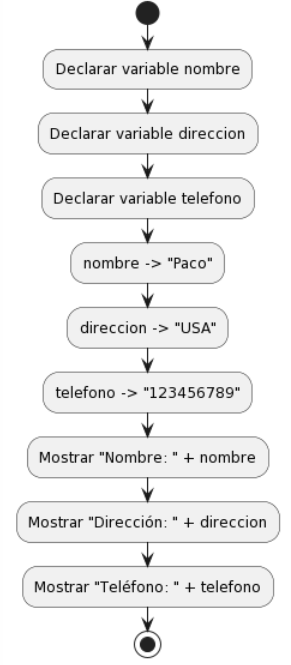 Declarar variable nombre
Declarar variable direccion
Declarar variable telefono
nombre -> "Paco"
direccion -> "USA"
telefono -> "123456789"
Mostrar "Nombre: " + nombre
Mostrar "Dirección: " + direccion
Mostrar "Teléfono: " + telefono